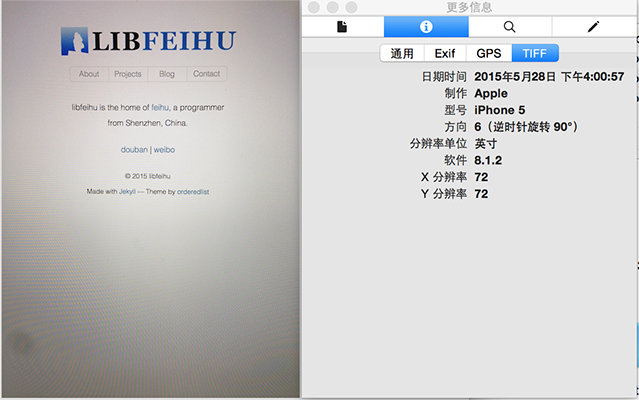 LIBFEIHU
About Projects Blog Contact
libfeihu is the home of feihu, a programmer
from Shenzhen, China.
douban | weibo
© 2015 libfeihu
Made with Jekyll — Theme by orderedlist
更多信息
通用 Exif GPS TIFF
日期时间 2015年5月28日 下午4:00:57
制作 Apple
型号 iPhone 5
方向 6（逆时针旋转 90°）
分辨率单位 英寸
软件 8.1.2
X 分辨率 72
Y 分辨率 72